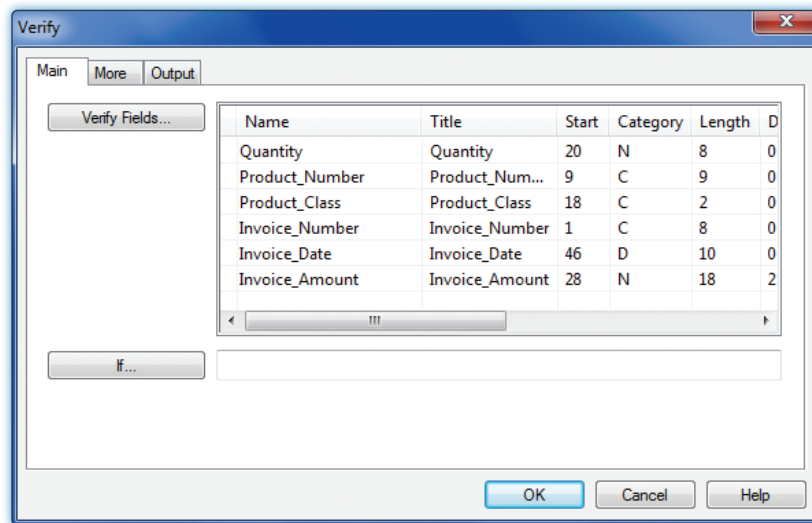 Verify
Main More Output
Verify Fields...
Name Title Start Category Length D
Quantity Quantity 20 N 8 0
Product_Number Product_Num... 9 C 9 0
Product_Class Product_Class 18 C 2 0
Invoice_Number Invoice_Number 1 C 8 0
Invoice_Date Invoice_Date 46 D 10 0
Invoice_Amount Invoice_Amount 28 N 18 2
If...
OK Cancel Help